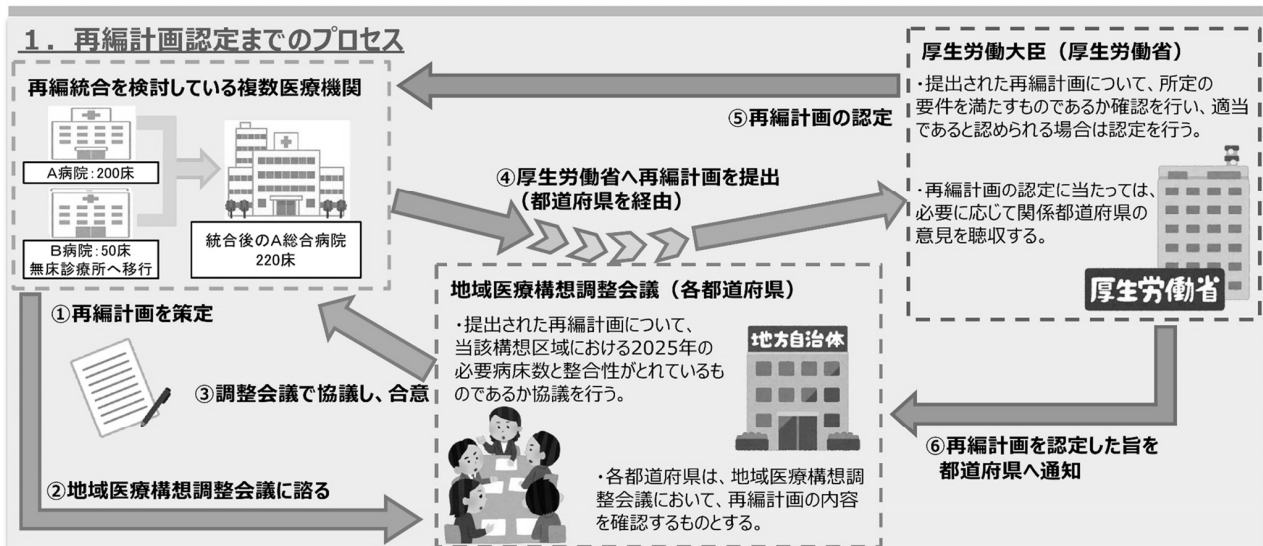 １．再編計画認定までのプロセス
再編統合を検討している複数医療機関
A病院：200床
B病院：50床
無床診療所へ移行
統合後のA総合病院
220床
①再編計画を策定
②地域医療構想調整会議に諮る
③調整会議で協議し、合意
④厚生労働省へ再編計画を提出
（都道府県を経由）
⑤再編計画の認定
地域医療構想調整会議（各都道府県）
・提出された再編計画について、
当該構想区域における2025年の
必要病床数と整合性がとれているも
のであるか協議を行う。
地方自治体
・各都道府県は、地域医療構想調
整会議において、再編計画の内容
を確認するものとする。
厚生労働大臣（厚生労働省）
・提出された再編計画について、所定の
要件を満たすものであるか確認を行い、適当
であると認められる場合は認定を行う。
・再編計画の認定に当たっては、
必要に応じて関係都道府県の
意見を聴収する。
厚生労働省
⑥再編計画を認定した旨を
都道府県へ通知